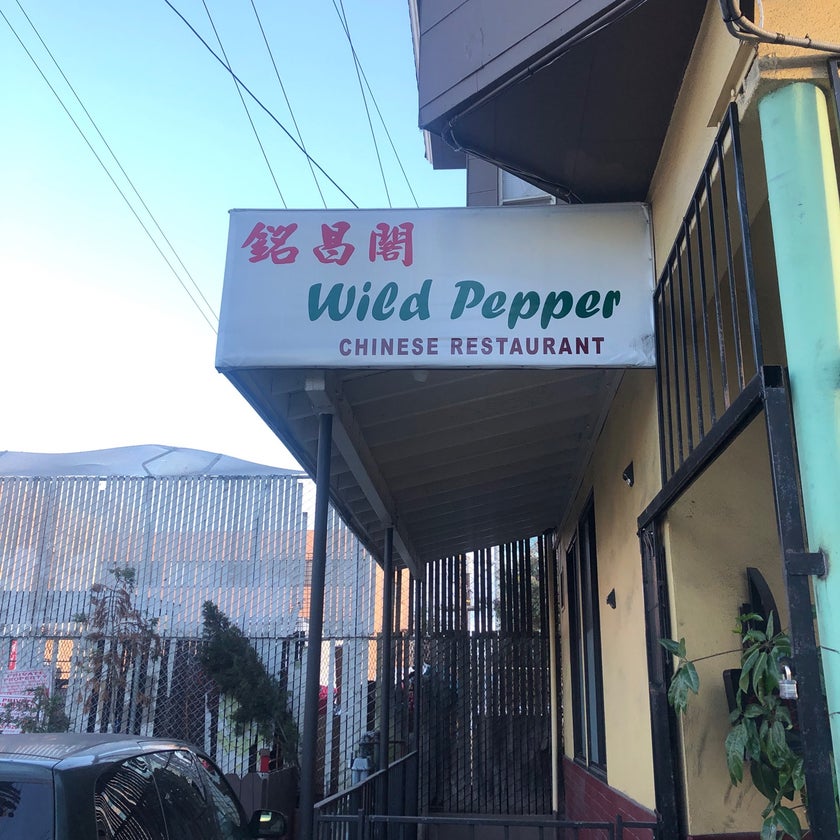 銘昌閣
Wild Pepper
CHINESE RESTAURANT